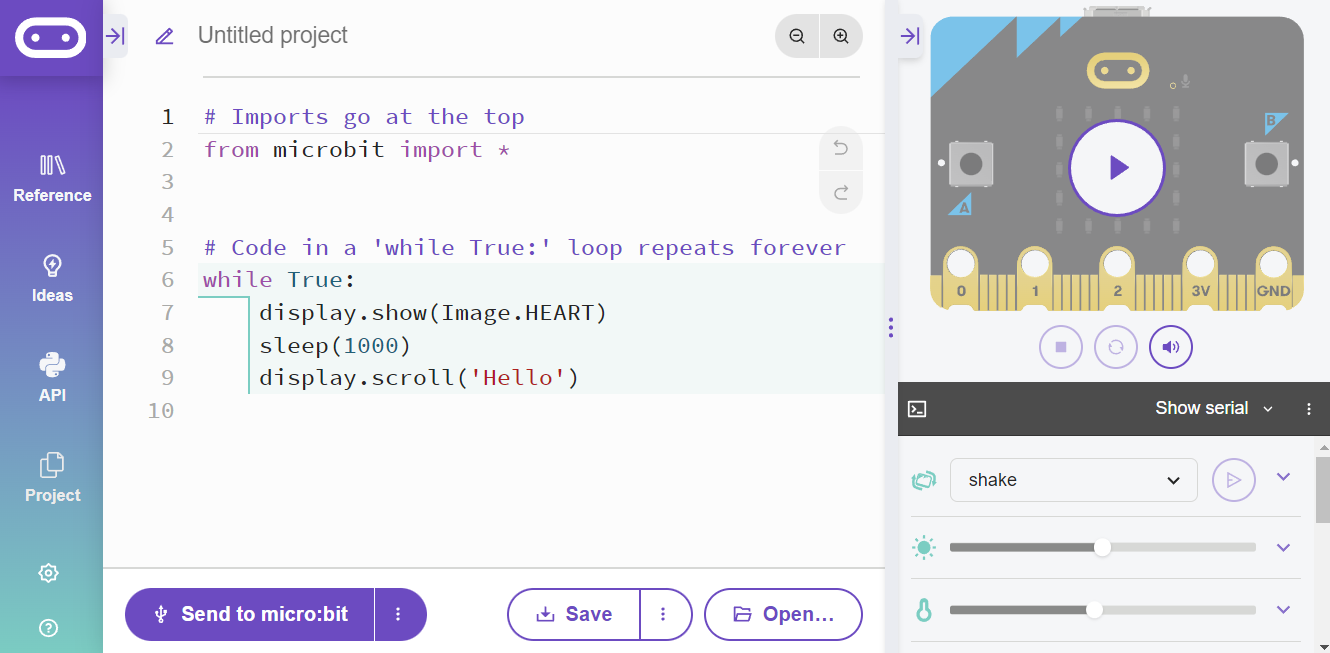 Untitled project
Reference
Ideas
API
Project
1 # Imports go at the top
2 from microbit import *
3
4
5 # Code in a 'while True:' loop repeats forever
6 while True:
7 display.show(Image.HEART)
8 sleep(1000)
9 display.scroll('Hello')
10
Send to micro:bit
Save
Open...
B
A
0 1 2 3V GND
Show serial
shake